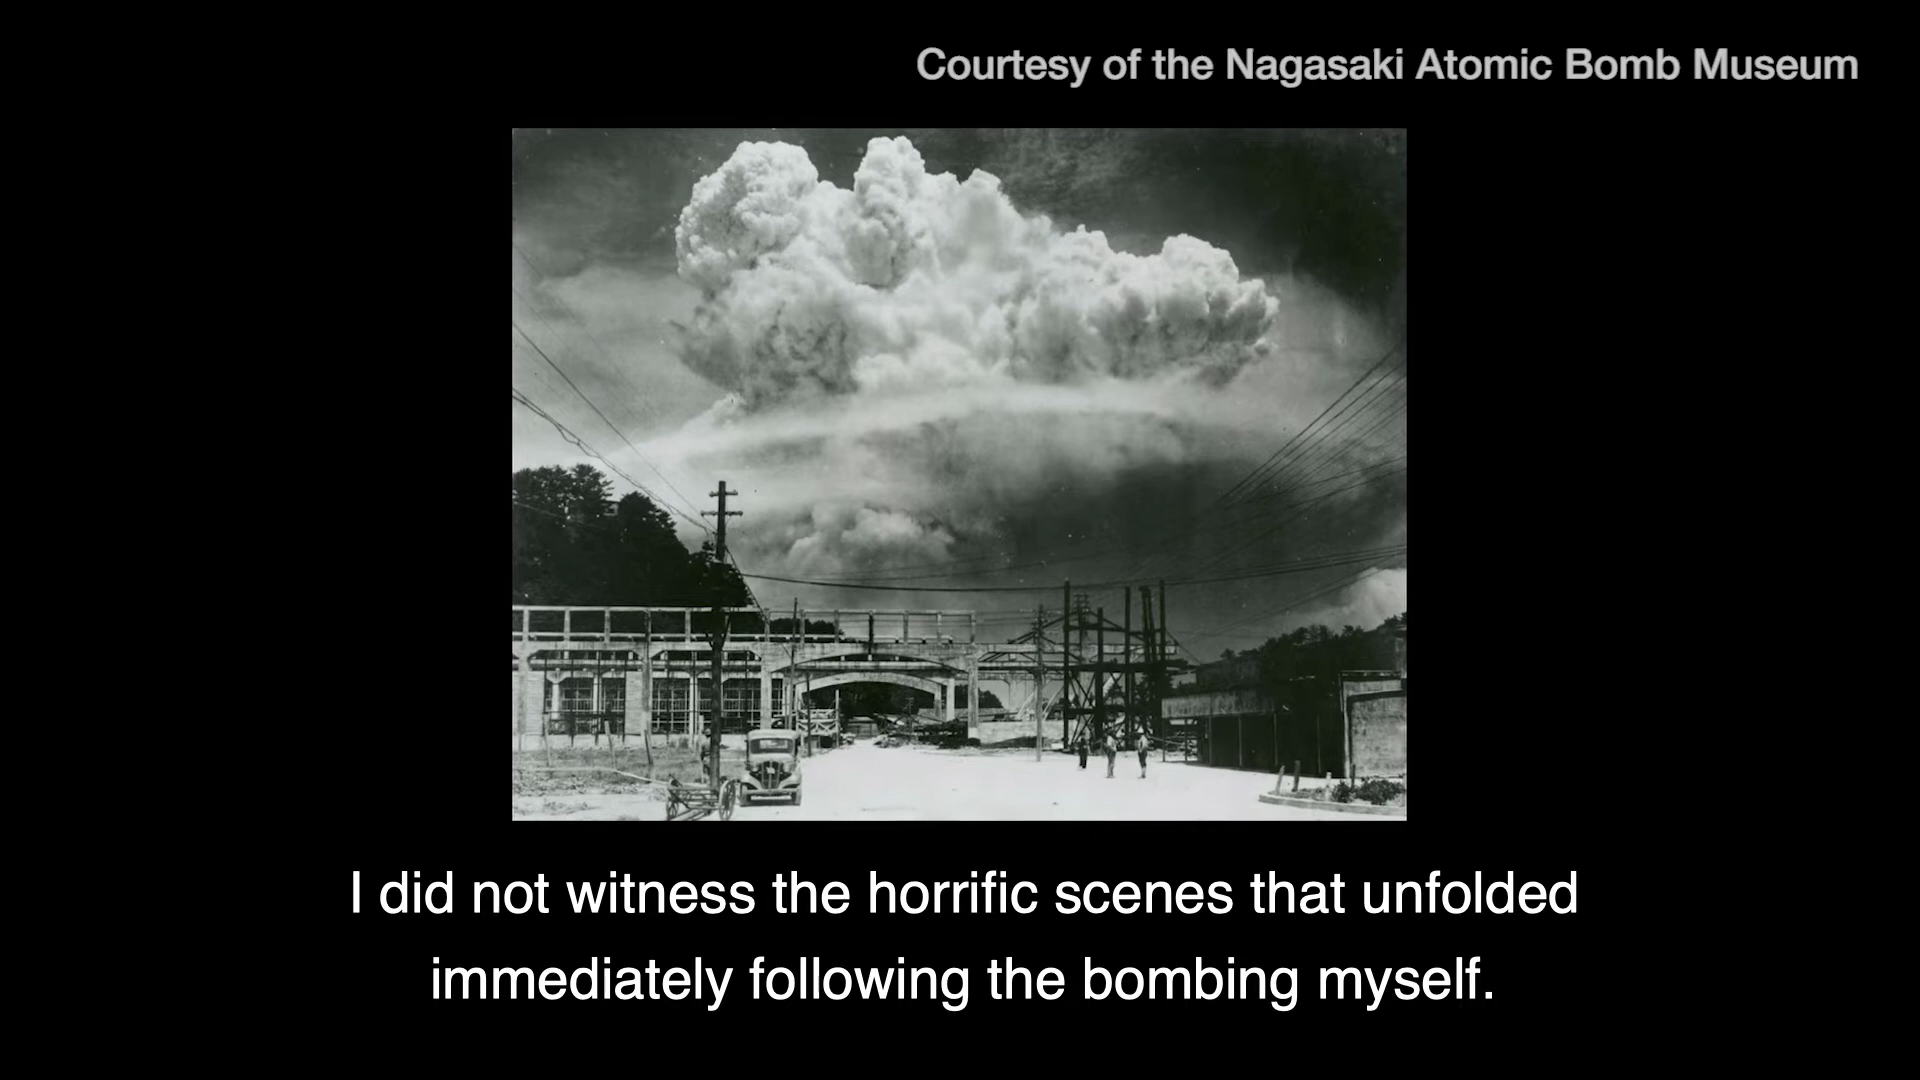 Courtesy of the Nagasaki Atomic Bomb Museum
I did not witness the horrific scenes that unfolded
immediately following the bombing myself.